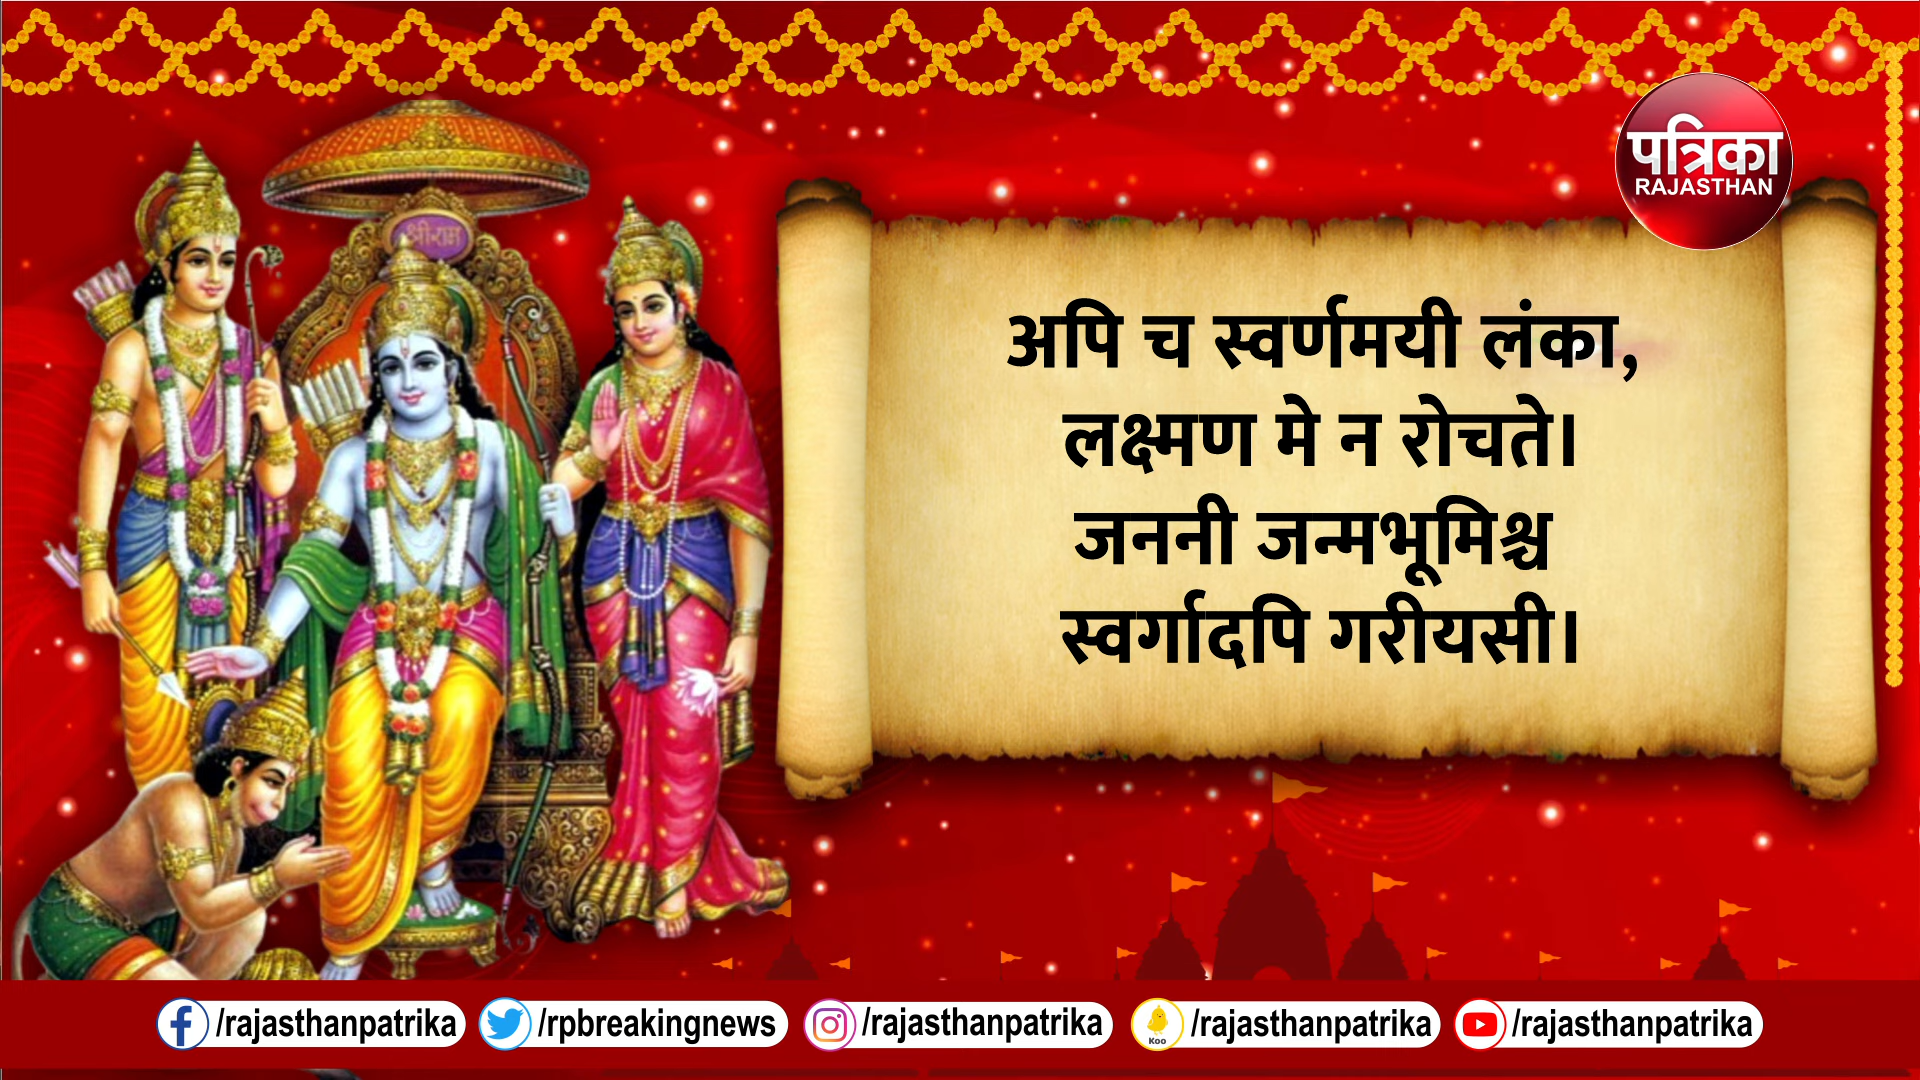 पत्रिका
RAJASTHAN
श्रीराम
अपि च स्वर्णमयी लंका,
लक्ष्मण मे न रोचते।
जननी जन्मभूमिश्च
स्वर्गादपि गरीयसी।
/rajasthanpatrika
/rpbreakingnews
/rajasthanpatrika
Koo
/rajasthanpatrika
/rajasthanpatrika